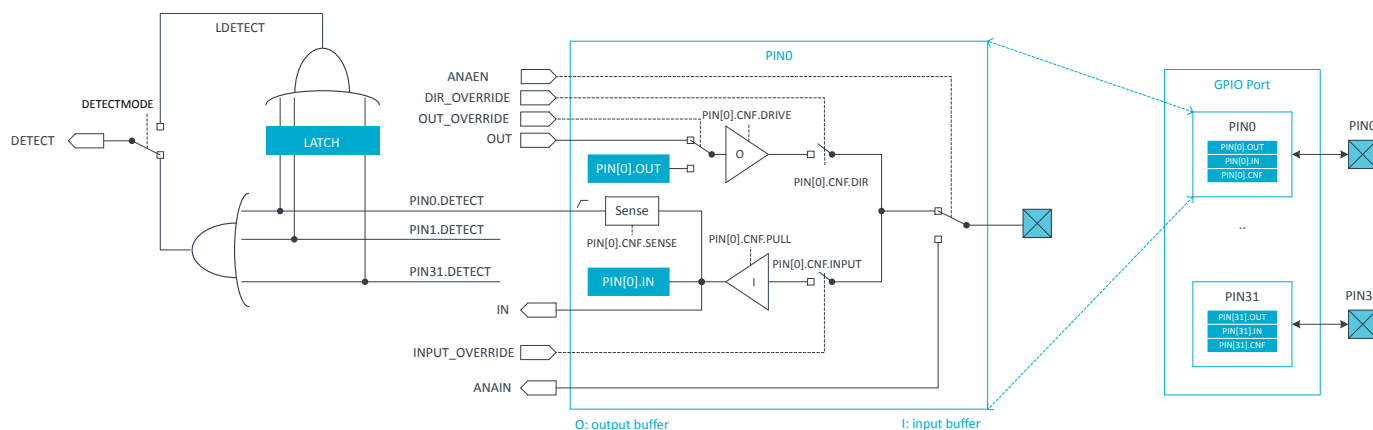 LDETECT
PIN0
ANAEN
GPIO Port
DETECTMODE
DIR_OVERRIDE
PIN[0].CNF.DRIVE
OUT_OVERRIDE
PIN0
PIN0
DETECT
OUT
LATCH
O
PIN[0].OUT
PIN[0].IN
PIN[0].CNF
PIN[0].OUT
PIN[0].CNF.DIR
PIN0.DETECT
Sense
PIN1.DETECT
PIN[0].CNF.SENSE
PIN[0].CNF.PULL
..
PIN[0].CNF.INPUT
PIN31.DETECT
PIN[0].IN
I
PIN31
PIN3
IN
PIN[31].OUT
PIN[31].IN
PIN[31].CNF
INPUT_OVERRIDE
ANAIN
O: output buffer
I: input buffer